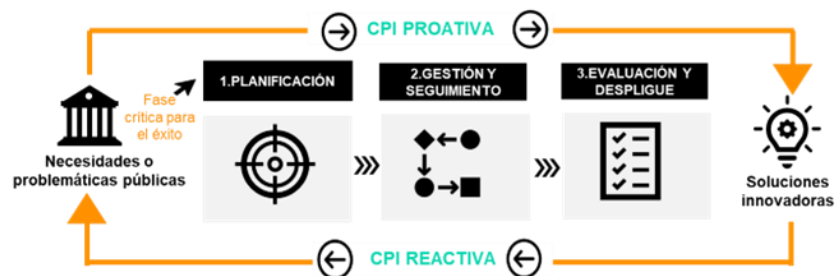 CPI PROATIVA
1.PLANIFICACIÓN
2.GESTIÓN Y
SEGUIMIENTO
3.EVALUACIÓN Y
DESPLIGUE
Fase
crítica para
el éxito
Necesidades o
problemáticas públicas
Soluciones
innovadoras
CPI REACTIVA